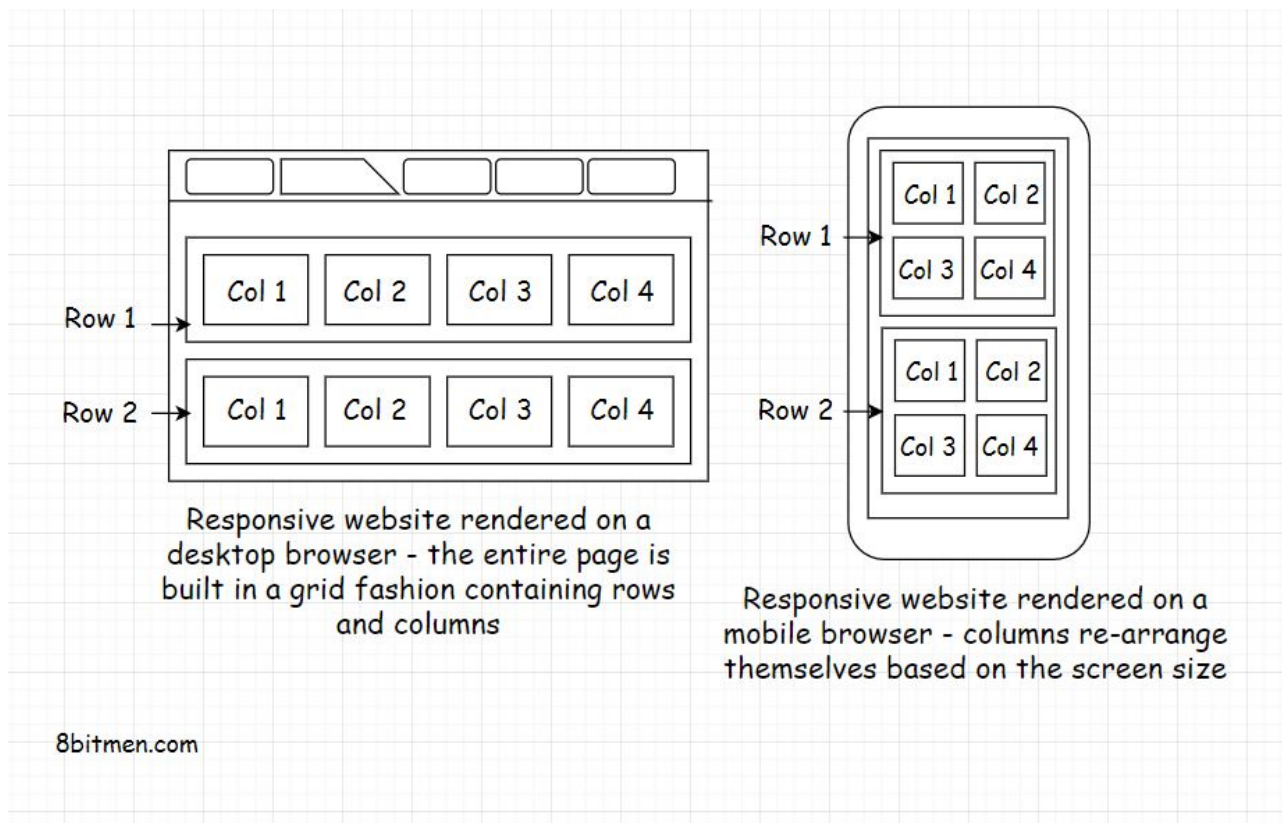 Row 1
Col 1 Col 2 Col 3 Col 4
Row 2
Col 1 Col 2 Col 3 Col 4
Responsive website rendered on a
desktop browser - the entire page is
built in a grid fashion containing rows
and columns
Row 1
Col 1 Col 2
Col 3 Col 4
Row 2
Col 1 Col 2
Col 3 Col 4
Responsive website rendered on a
mobile browser - columns re-arrange
themselves based on the screen size
8bitmen.com